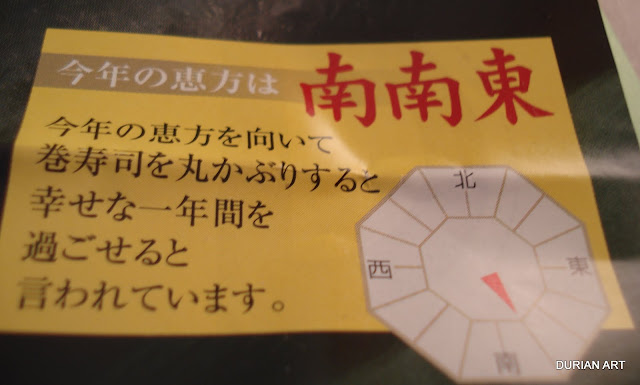 今年の恵方は 南南東
今年の恵方を向いて
巻寿司を丸かぶりすると
幸せな一年間を
過ごせると
言われています。
北
西
東
南
DURIAN ART